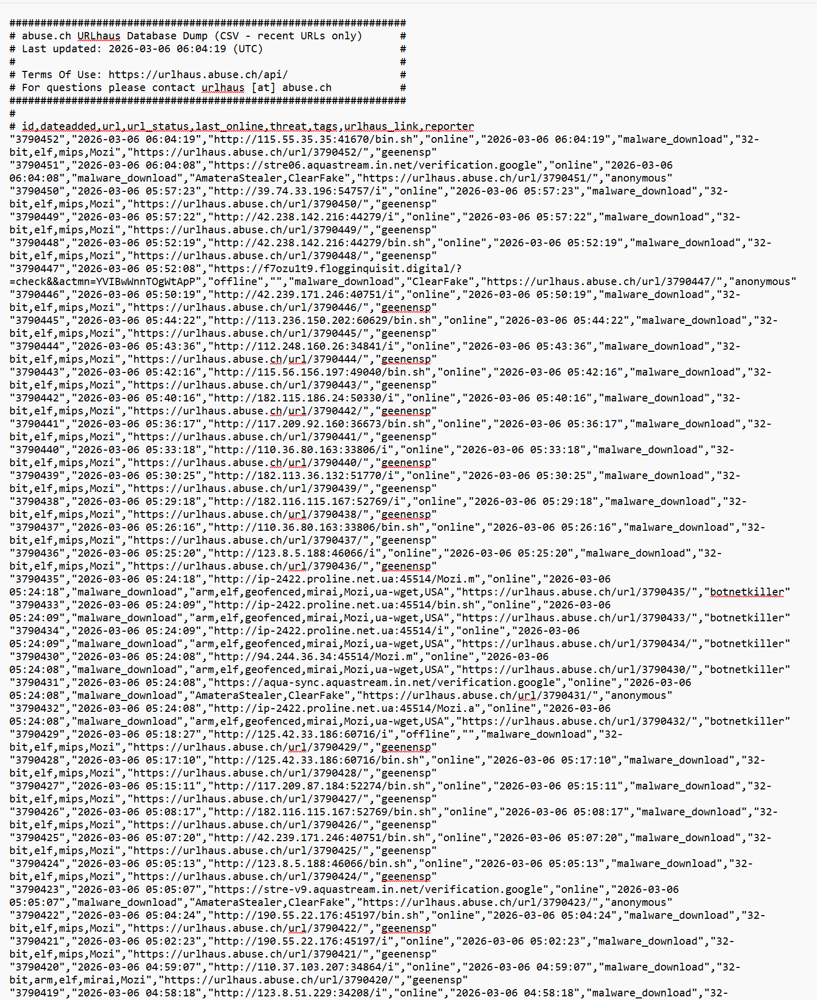 ################################################################
# abuse.ch URLhaus Database Dump (CSV - recent URLs only)      #
# Last updated: 2026-03-06 06:04:19 (UTC)                      #
#                                                              #
# Terms Of Use: https://urlhaus.abuse.ch/api/                  #
# For questions please contact urlhaus [at] abuse.ch           #
################################################################
#
# id,dateadded,url,url_status,last_online,threat,tags,urlhaus_link,reporter
"3790452","2026-03-06 06:04:19","http://115.55.35.35:41670/bin.sh","online","2026-03-06 06:04:19","malware_download","32-
bit,elf,mips,Mozi","https://urlhaus.abuse.ch/url/3790452/","geenensp"
"3790451","2026-03-06 06:04:08","https://stre06.aquastream.in.net/verification.google","online","2026-03-06
06:04:08","malware_download","AmateraStealer,ClearFake","https://urlhaus.abuse.ch/url/3790451/","anonymous"
"3790450","2026-03-06 05:57:23","http://39.74.33.196:54757/i","online","2026-03-06 05:57:23","malware_download","32-
bit,elf,mips,Mozi","https://urlhaus.abuse.ch/url/3790450/","geenensp"
"3790449","2026-03-06 05:57:22","http://42.238.142.216:44279/i","online","2026-03-06 05:57:22","malware_download","32-
bit,elf,mips,Mozi","https://urlhaus.abuse.ch/url/3790449/","geenensp"
"3790448","2026-03-06 05:52:19","http://42.238.142.216:44279/bin.sh","online","2026-03-06 05:52:19","malware_download","32-
bit,elf,mips,Mozi","https://urlhaus.abuse.ch/url/3790448/","geenensp"
"3790447","2026-03-06 05:52:08","https://f7ozu1t9.flogginquisit.digital/?
=check&&actmn=YVIBwWnnTOgWtApP","offline","","malware_download","ClearFake","https://urlhaus.abuse.ch/url/3790447/","anonymous"
"3790446","2026-03-06 05:50:19","http://42.239.171.246:40751/i","online","2026-03-06 05:50:19","malware_download","32-
bit,elf,mips,Mozi","https://urlhaus.abuse.ch/url/3790446/","geenensp"
"3790445","2026-03-06 05:44:22","http://113.236.150.202:60629/bin.sh","online","2026-03-06 05:44:22","malware_download","32-
bit,elf,mips,Mozi","https://urlhaus.abuse.ch/url/3790445/","geenensp"
"3790444","2026-03-06 05:43:36","http://112.248.160.26:34841/i","online","2026-03-06 05:43:36","malware_download","32-
bit,elf,mips,Mozi","https://urlhaus.abuse.ch/url/3790444/","geenensp"
"3790443","2026-03-06 05:42:16","http://115.56.156.197:49040/bin.sh","online","2026-03-06 05:42:16","malware_download","32-
bit,elf,mips,Mozi","https://urlhaus.abuse.ch/url/3790443/","geenensp"
"3790442","2026-03-06 05:40:16","http://182.115.186.24:50330/i","online","2026-03-06 05:40:16","malware_download","32-
bit,elf,mips,Mozi","https://urlhaus.abuse.ch/url/3790442/","geenensp"
"3790441","2026-03-06 05:36:17","http://117.209.92.160:36673/bin.sh","online","2026-03-06 05:36:17","malware_download","32-
bit,elf,mips,Mozi","https://urlhaus.abuse.ch/url/3790441/","geenensp"
"3790440","2026-03-06 05:33:18","http://110.36.80.163:33806/i","online","2026-03-06 05:33:18","malware_download","32-
bit,elf,mips,Mozi","https://urlhaus.abuse.ch/url/3790440/","geenensp"
"3790439","2026-03-06 05:30:25","http://182.113.36.132:51770/i","online","2026-03-06 05:30:25","malware_download","32-
bit,elf,mips,Mozi","https://urlhaus.abuse.ch/url/3790439/","geenensp"
"3790438","2026-03-06 05:29:18","http://182.116.115.167:52769/i","online","2026-03-06 05:29:18","malware_download","32-
bit,elf,mips,Mozi","https://urlhaus.abuse.ch/url/3790438/","geenensp"
"3790437","2026-03-06 05:26:16","http://110.36.80.163:33806/bin.sh","online","2026-03-06 05:26:16","malware_download","32-
bit,elf,mips,Mozi","https://urlhaus.abuse.ch/url/3790437/","geenensp"
"3790436","2026-03-06 05:25:20","http://123.8.5.188:46066/i","online","2026-03-06 05:25:20","malware_download","32-
bit,elf,mips,Mozi","https://urlhaus.abuse.ch/url/3790436/","geenensp"
"3790435","2026-03-06 05:24:18","http://ip-2422.proline.net.ua:45514/Mozi.m","online","2026-03-06
05:24:18","malware_download","arm,elf,geofenced,mirai,Mozi,ua-wget,USA","https://urlhaus.abuse.ch/url/3790435/","botnetkiller"
"3790433","2026-03-06 05:24:09","http://ip-2422.proline.net.ua:45514/bin.sh","online","2026-03-06
05:24:09","malware_download","arm,elf,geofenced,mirai,Mozi,ua-wget,USA","https://urlhaus.abuse.ch/url/3790433/","botnetkiller"
"3790434","2026-03-06 05:24:09","http://ip-2422.proline.net.ua:45514/i","online","2026-03-06
05:24:09","malware_download","arm,elf,geofenced,mirai,Mozi,ua-wget,USA","https://urlhaus.abuse.ch/url/3790434/","botnetkiller"
"3790430","2026-03-06 05:24:08","http://94.244.36.34:45514/Mozi.m","online","2026-03-06
05:24:08","malware_download","arm,elf,geofenced,mirai,Mozi,ua-wget,USA","https://urlhaus.abuse.ch/url/3790430/","botnetkiller"
"3790431","2026-03-06 05:24:08","https://aqua-sync.aquastream.in.net/verification.google","online","2026-03-06
05:24:08","malware_download","AmateraStealer,ClearFake","https://urlhaus.abuse.ch/url/3790431/","anonymous"
"3790432","2026-03-06 05:24:08","http://ip-2422.proline.net.ua:45514/Mozi.a","online","2026-03-06
05:24:08","malware_download","arm,elf,geofenced,mirai,Mozi,ua-wget,USA","https://urlhaus.abuse.ch/url/3790432/","botnetkiller"
"3790429","2026-03-06 05:18:27","http://125.42.33.186:60716/i","offline","","malware_download","32-
bit,elf,mips,Mozi","https://urlhaus.abuse.ch/url/3790429/","geenensp"
"3790428","2026-03-06 05:17:10","http://125.42.33.186:60716/bin.sh","online","2026-03-06 05:17:10","malware_download","32-
bit,elf,mips,Mozi","https://urlhaus.abuse.ch/url/3790428/","geenensp"
"3790427","2026-03-06 05:15:11","http://117.209.87.184:52274/bin.sh","online","2026-03-06 05:15:11","malware_download","32-
bit,elf,mips,Mozi","https://urlhaus.abuse.ch/url/3790427/","geenensp"
"3790426","2026-03-06 05:08:17","http://182.116.115.167:52769/bin.sh","online","2026-03-06 05:08:17","malware_download","32-
bit,elf,mips,Mozi","https://urlhaus.abuse.ch/url/3790426/","geenensp"
"3790425","2026-03-06 05:07:20","http://42.239.171.246:40751/bin.sh","online","2026-03-06 05:07:20","malware_download","32-
bit,elf,mips,Mozi","https://urlhaus.abuse.ch/url/3790425/","geenensp"
"3790424","2026-03-06 05:05:13","http://123.8.5.188:46066/bin.sh","online","2026-03-06 05:05:13","malware_download","32-
bit,elf,mips,Mozi","https://urlhaus.abuse.ch/url/3790424/","geenensp"
"3790423","2026-03-06 05:05:07","https://stre-v9.aquastream.in.net/verification.google","online","2026-03-06
05:05:07","malware_download","AmateraStealer,ClearFake","https://urlhaus.abuse.ch/url/3790423/","anonymous"
"3790422","2026-03-06 05:04:24","http://190.55.22.176:45197/bin.sh","online","2026-03-06 05:04:24","malware_download","32-
bit,elf,mips,Mozi","https://urlhaus.abuse.ch/url/3790422/","geenensp"
"3790421","2026-03-06 05:02:23","http://190.55.22.176:45197/i","online","2026-03-06 05:02:23","malware_download","32-
bit,elf,mips,Mozi","https://urlhaus.abuse.ch/url/3790421/","geenensp"
"3790420","2026-03-06 04:59:07","http://110.37.103.207:34864/i","online","2026-03-06 04:59:07","malware_download","32-
bit,arm,elf,mirai,Mozi","https://urlhaus.abuse.ch/url/3790420/","geenensp"
"3790419","2026-03-06 04:58:18","http://123.8.51.229:34208/i","online","2026-03-06 04:58:18","malware_download","32-